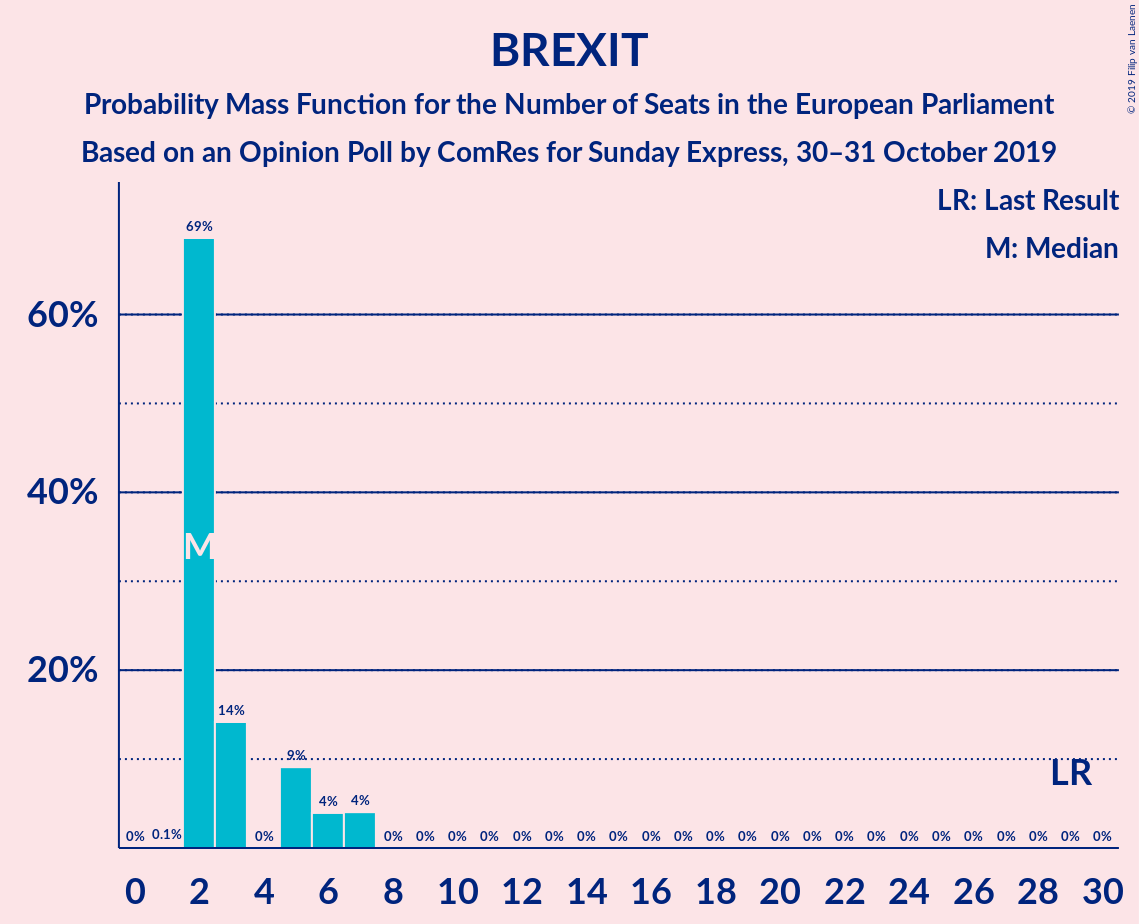 BREXIT
Probability Mass Function for the Number of Seats in the European Parliament
Based on an Opinion Poll by ComRes for Sunday Express, 30–31 October 2019
© 2019 Filip van Laenen
LR: Last Result
M: Median
69%
60%
40%
M
20%
14%
9%
LR
4% 4%
0% 0.1% 0% 0% 0% 0% 0% 0% 0% 0% 0% 0% 0% 0% 0% 0% 0% 0% 0% 0% 0% 0% 0% 0% 0% 0%
0 2 4 6 8 10 12 14 16 18 20 22 24 26 28 30